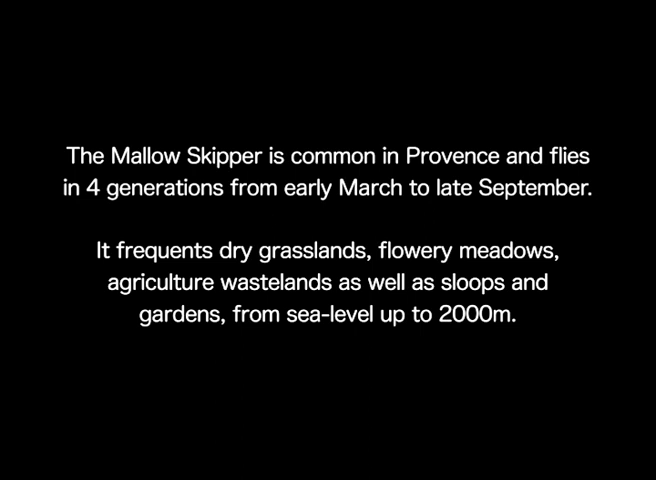 The Mallow Skipper is common in Provence and flies
in 4 generations from early March to late September.
It frequents dry grasslands, flowery meadows,
agriculture wastelands as well as sloops and
gardens, from sea-level up to 2000m.